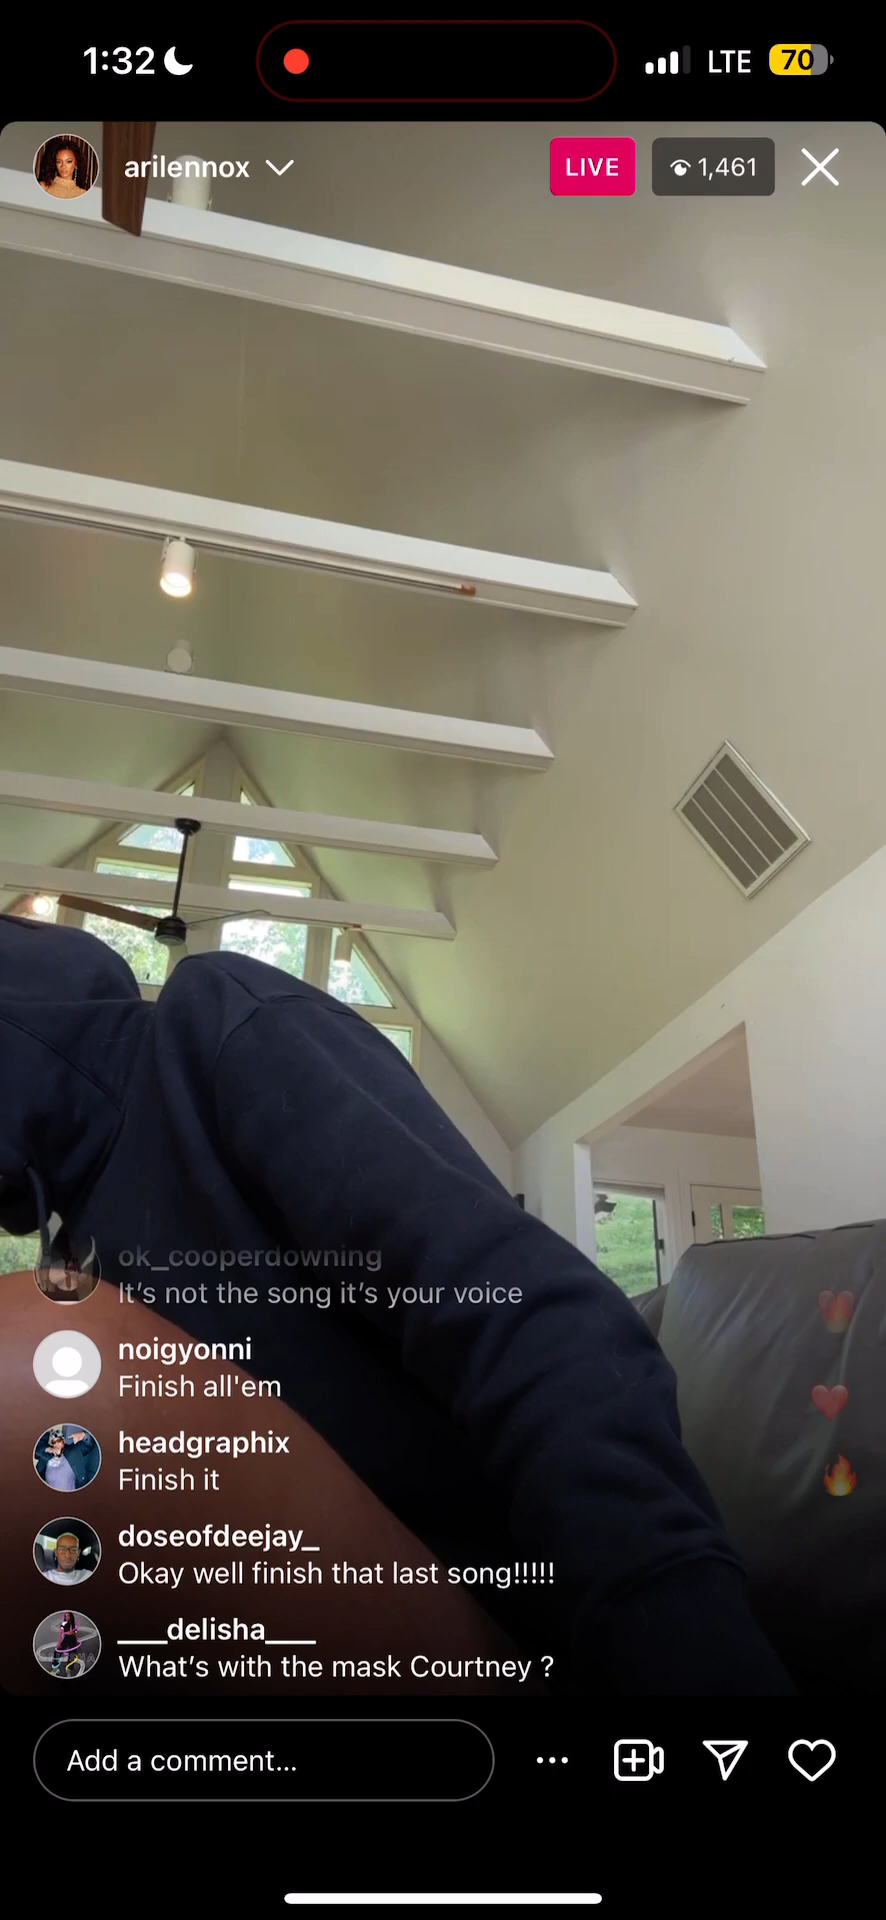 1:32
LTE
70
arilennox
LIVE
1,461
ok_cooperdowning
It’s not the song it’s your voice
noigyonni
Finish all'em
headgraphix
Finish it
doseofdeejay_
Okay well finish that last song!!!!!
___delisha___
What’s with the mask Courtney ?
Add a comment...